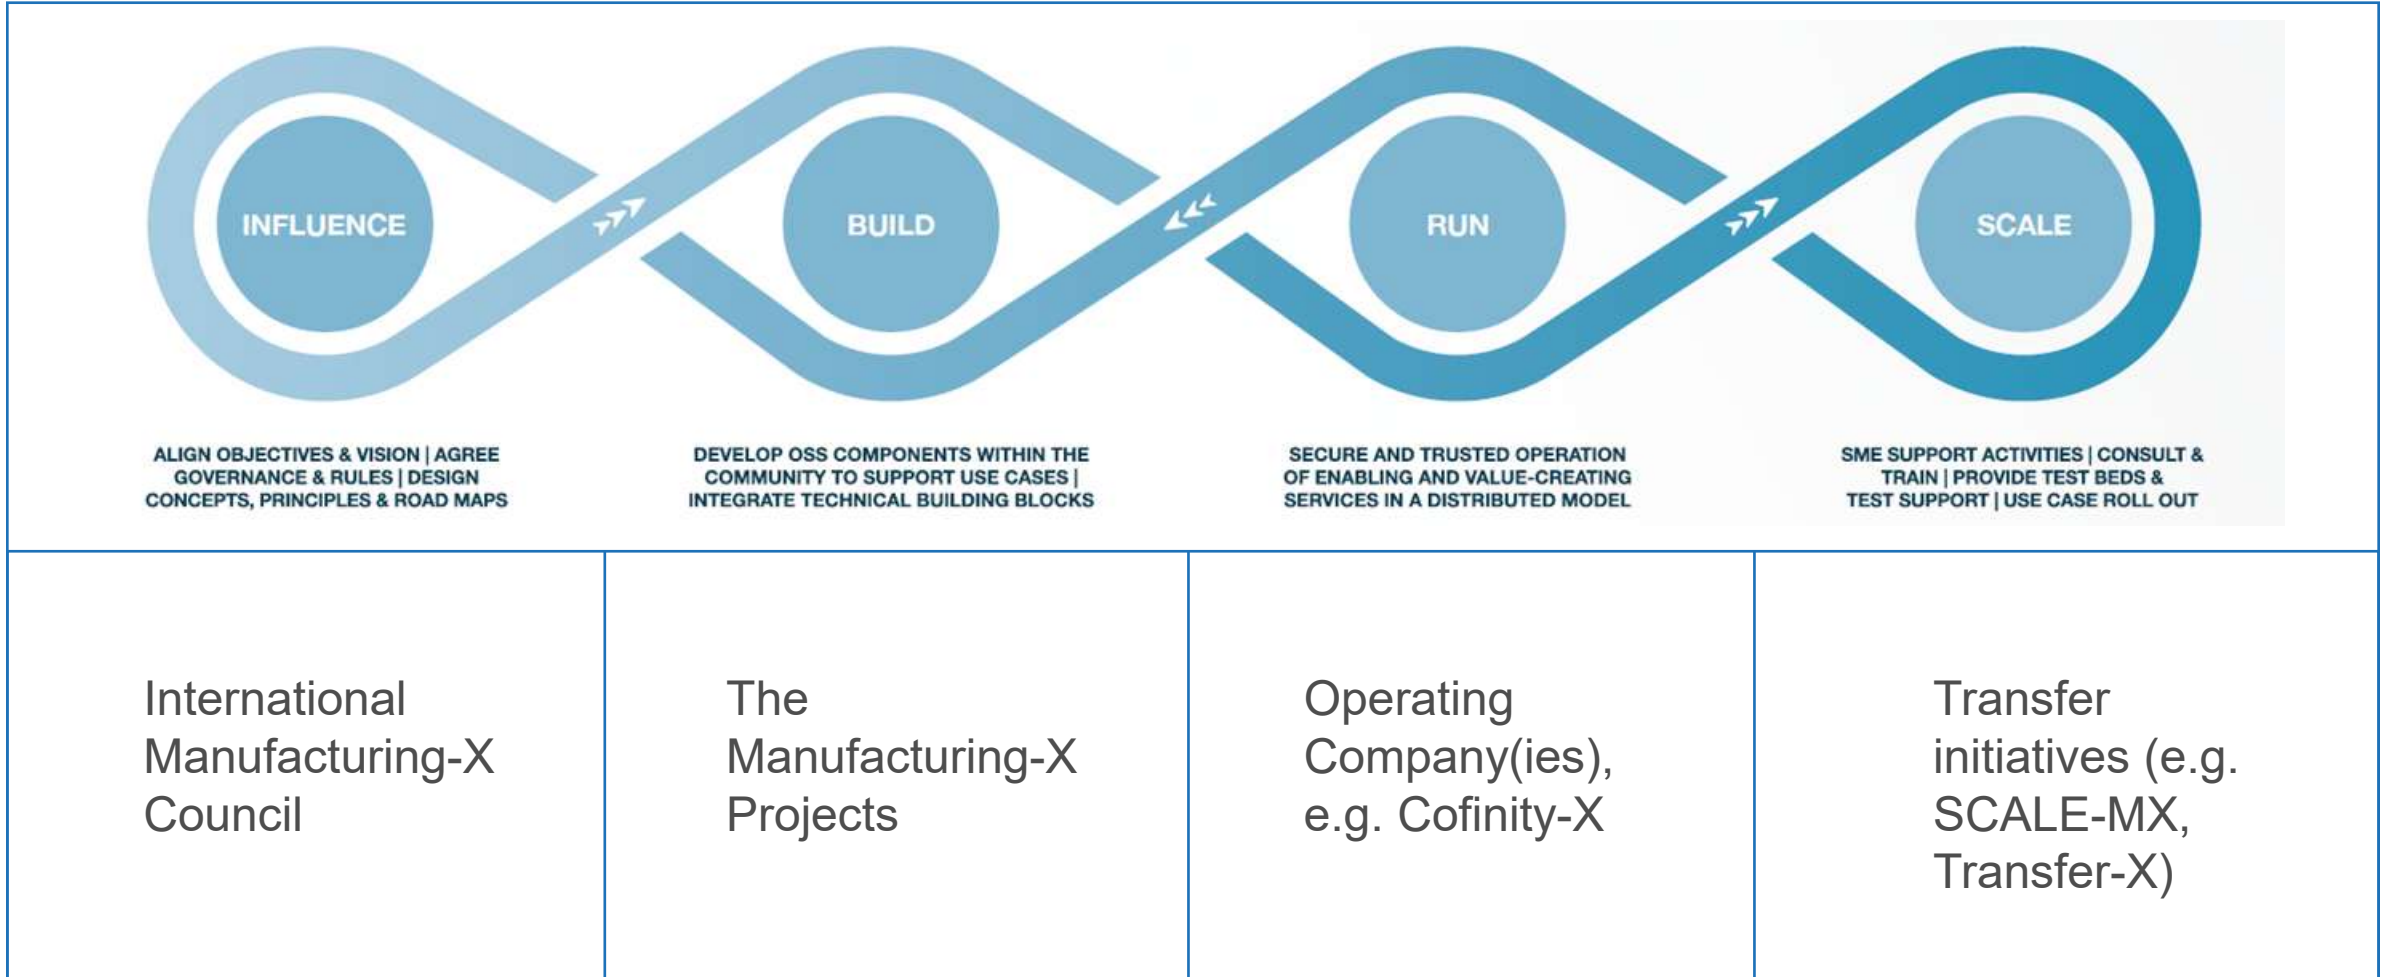 INFLUENCE
BUILD
RUN
SCALE
ALIGN OBJECTIVES & VISION | AGREE
GOVERNANCE & RULES | DESIGN
CONCEPTS, PRINCIPLES & ROAD MAPS
DEVELOP OSS COMPONENTS WITHIN THE
COMMUNITY TO SUPPORT USE CASES |
INTEGRATE TECHNICAL BUILDING BLOCKS
SECURE AND TRUSTED OPERATION
OF ENABLING AND VALUE-CREATING
SERVICES IN A DISTRIBUTED MODEL
SME SUPPORT ACTIVITIES | CONSULT &
TRAIN | PROVIDE TEST BEDS &
TEST SUPPORT | USE CASE ROLL OUT
International
Manufacturing-X
Council
The
Manufacturing-X
Projects
Operating
Company(ies),
e.g. Cofinity-X
Transfer
initiatives (e.g.
SCALE-MX,
Transfer-X)